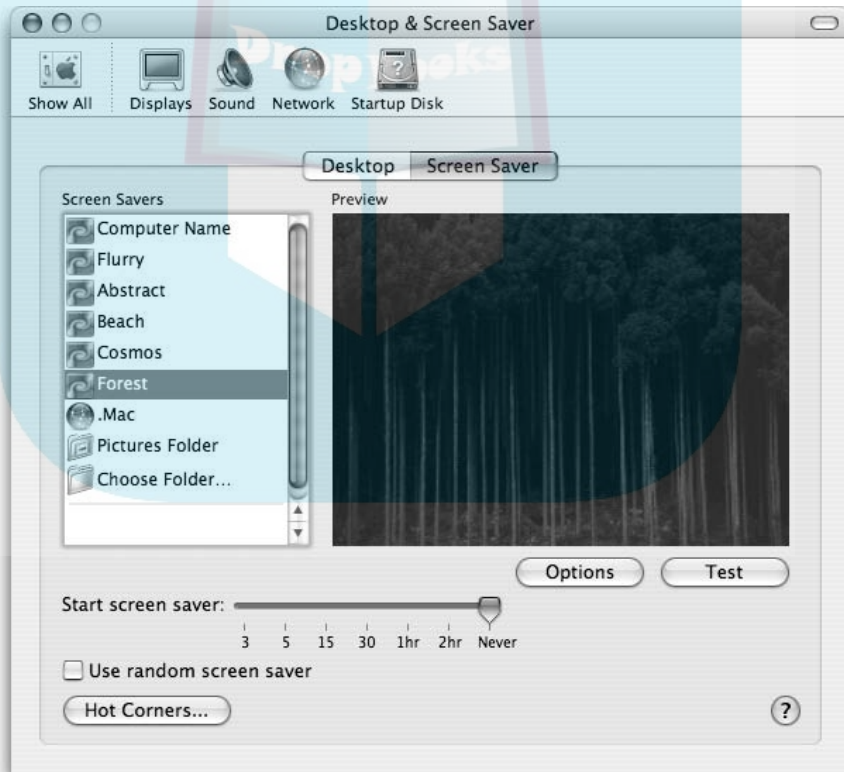 Desktop & Screen Saver
Drop Books
Show All Displays Sound Network Startup Disk
Desktop Screen Saver
Screen Savers Preview
Computer Name
Flurry
Abstract
Beach
Cosmos
Forest
.Mac
Pictures Folder
Choose Folder...
Options Test
Start screen saver:
3 5 15 30 1hr 2hr Never
Use random screen saver
Hot Corners... ?